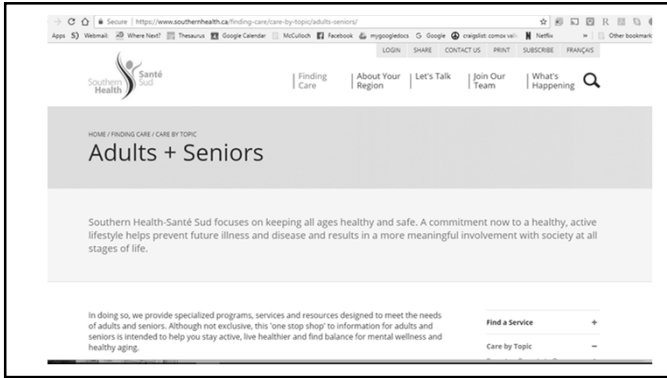 Secure | https://www.southernhealth.ca/finding-care/care-by-topic/adults-seniors/
Apps Webmail Where Next? Thesaurus Google Calendar McCulloch Facebook mygoogledocs Google craigslist: comox val Netflix » Other bookmark
LOGIN SHARE CONTACT US PRINT SUBSCRIBE FRANÇAIS
Southern Health Santé Sud
Finding Care
About Your Region
Let's Talk
Join Our Team
What's Happening
HOME / FINDING CARE / CARE BY TOPIC
Adults + Seniors
Southern Health-Santé Sud focuses on keeping all ages healthy and safe. A commitment now to a healthy, active
lifestyle helps prevent future illness and disease and results in a more meaningful involvement with society at all
stages of life.
In doing so, we provide specialized programs, services and resources designed to meet the needs
of adults and seniors. Although not exclusive, this 'one stop shop' to information for adults and
seniors is intended to help you stay active, live healthier and find balance for mental wellness and
healthy aging.
Find a Service +
Care by Topic –